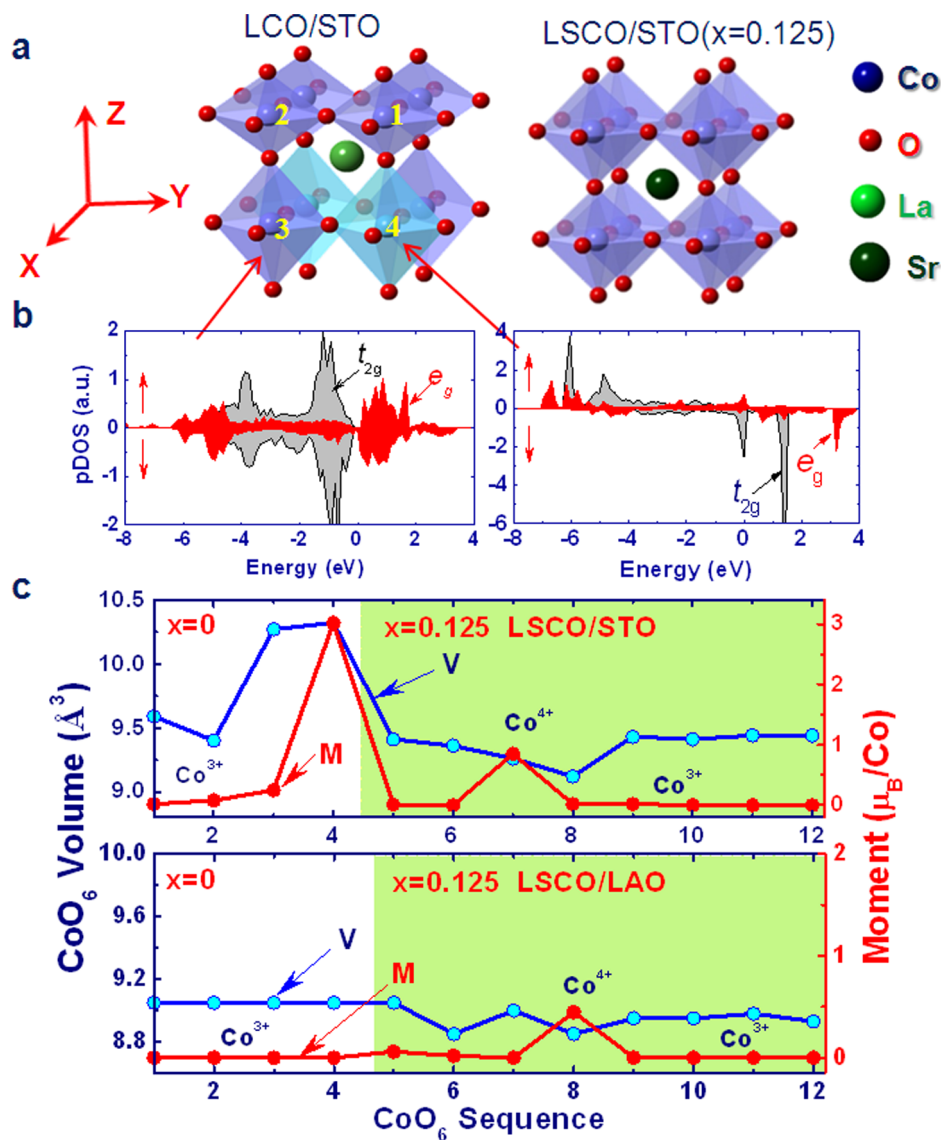 a
LCO/STO
LSCO/STO(x=0.125)
Z
Y
X
2
1
3
4
Co
O
La
Sr
b
pDOS (a.u.)
2
1
0
-1
-2
t₂g
e_g
-8 -6 -4 -2 0 2 4
Energy (eV)
4
2
0
-2
-4
-6
t₂g
e_g
-8 -6 -4 -2 0 2 4
Energy (eV)
c
CoO₆ Volume (Å³)
Moment (μ_B/Co)
10.5
10.0
9.5
9.0
x=0
x=0.125 LSCO/STO
V
Co⁴⁺
Co³⁺
M
Co³⁺
3
2
1
0
2 4 6 8 10 12
10.0
9.6
9.2
8.8
x=0
x=0.125 LSCO/LAO
V
M
Co⁴⁺
Co³⁺
Co³⁺
2
1
0
2 4 6 8 10 12
CoO₆ Sequence